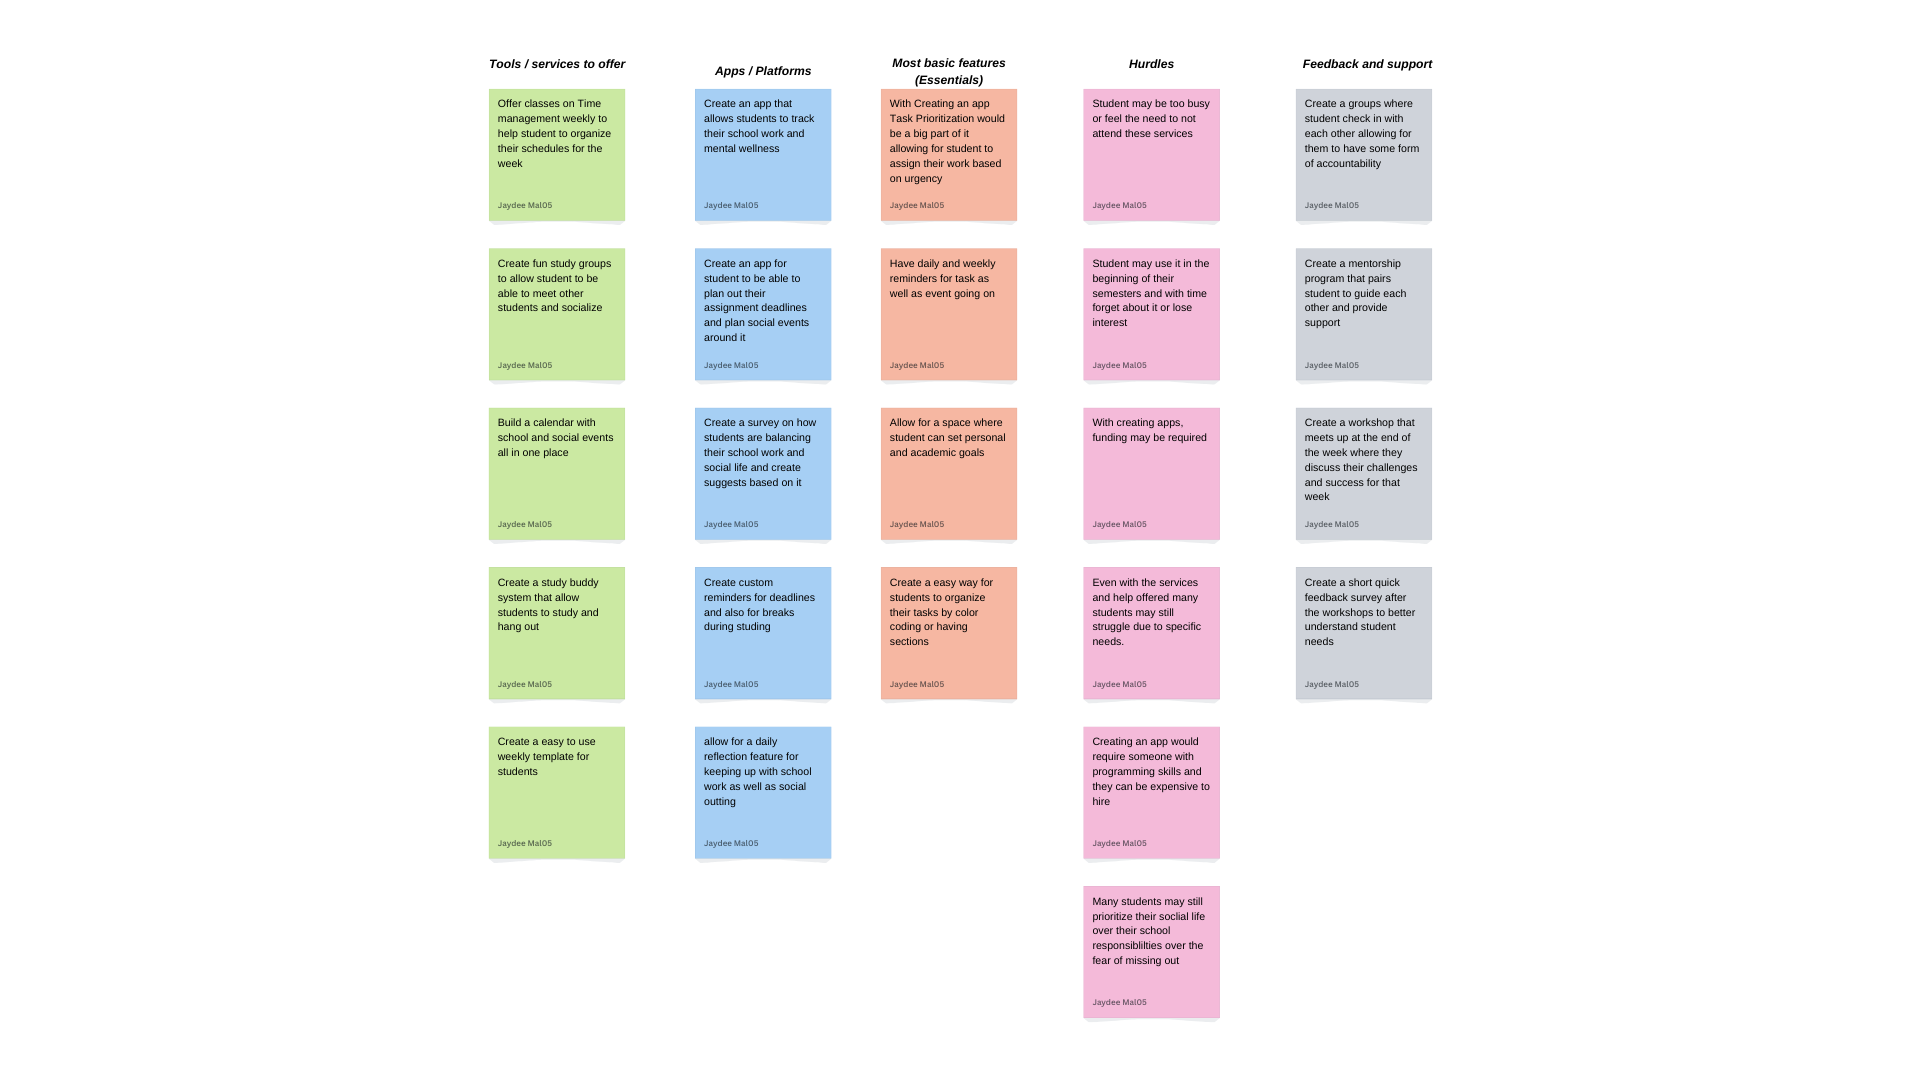 Tools / services to offer
Offer classes on Time
management weekly to
help student to organize
their schedules for the
week
Jaydee Mal05
Create fun study groups
to allow student to be
able to meet other
students and socialize
Jaydee Mal05
Build a calendar with
school and social events
all in one place
Jaydee Mal05
Create a study buddy
system that allow
students to study and
hang out
Jaydee Mal05
Create a easy to use
weekly template for
students
Jaydee Mal05
Apps / Platforms
Create an app that
allows students to track
their school work and
mental wellness
Jaydee Mal05
Create an app for
student to be able to
plan out their
assignment deadlines
and plan social events
around it
Jaydee Mal05
Create a survey on how
students are balancing
their school work and
social life and create
suggests based on it
Jaydee Mal05
Create custom
reminders for deadlines
and also for breaks
during studing
Jaydee Mal05
allow for a daily
reflection feature for
keeping up with school
work as well as social
outting
Jaydee Mal05
Most basic features
(Essentials)
With Creating an app
Task Prioritization would
be a big part of it
allowing for student to
assign their work based
on urgency
Jaydee Mal05
Have daily and weekly
reminders for task as
well as event going on
Jaydee Mal05
Allow for a space where
student can set personal
and academic goals
Jaydee Mal05
Create a easy way for
students to organize
their tasks by color
coding or having
sections
Jaydee Mal05
Hurdles
Student may be too busy
or feel the need to not
attend these services
Jaydee Mal05
Student may use it in the
beginning of their
semesters and with time
forget about it or lose
interest
Jaydee Mal05
With creating apps,
funding may be required
Jaydee Mal05
Even with the services
and help offered many
students may still
struggle due to specific
needs.
Jaydee Mal05
Creating an app would
require someone with
programming skills and
they can be expensive to
hire
Jaydee Mal05
Many students may still
prioritize their soclial life
over their school
responsiblilties over the
fear of missing out
Jaydee Mal05
Feedback and support
Create a groups where
student check in with
each other allowing for
them to have some form
of accountability
Jaydee Mal05
Create a mentorship
program that pairs
student to guide each
other and provide
support
Jaydee Mal05
Create a workshop that
meets up at the end of
the week where they
discuss their challenges
and success for that
week
Jaydee Mal05
Create a short quick
feedback survey after
the workshops to better
understand student
needs
Jaydee Mal05